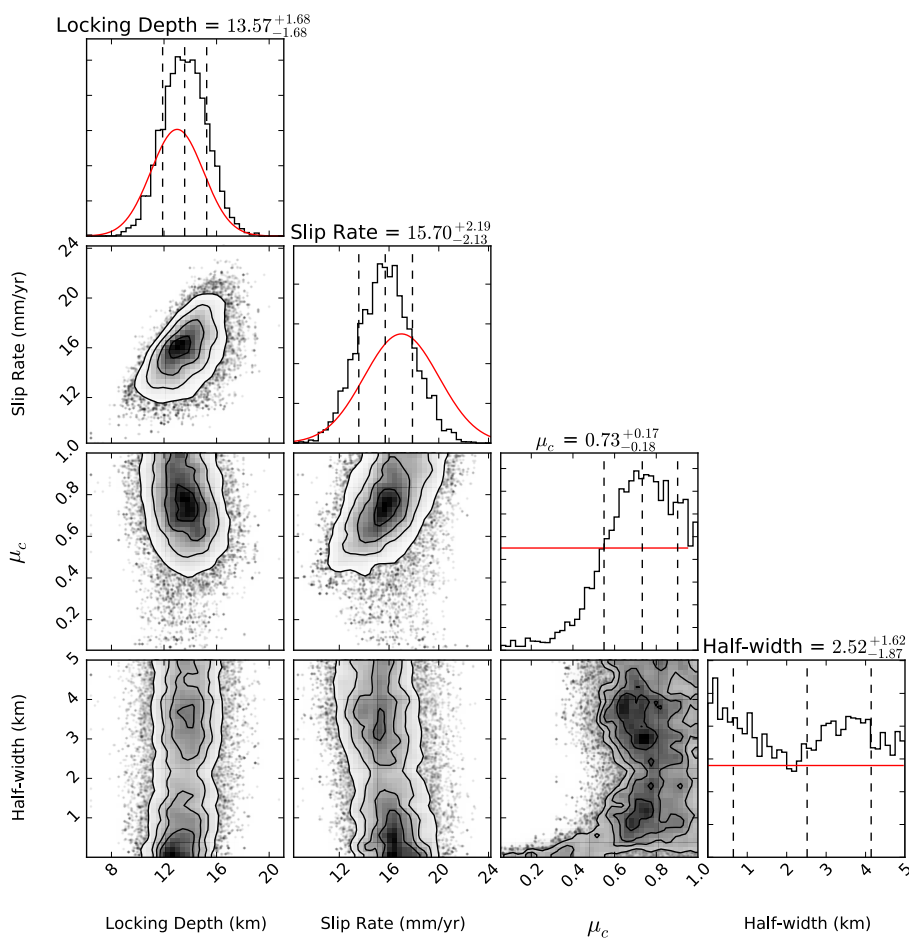 Locking Depth = 13.57 +1.68 −1.68
Slip Rate = 15.70 +2.19 −2.13
μc = 0.73 +0.17 −0.18
Half-width = 2.52 +1.62 −1.87
Slip Rate (mm/yr)
24
20
16
12
μc
1.0
0.8
0.6
0.4
0.2
Half-width (km)
5
4
3
2
1
8 12 16 20
12 16 20 24
0.2 0.4 0.6 0.8 1.0
1 2 3 4 5
Locking Depth (km)
Slip Rate (mm/yr)
μc
Half-width (km)